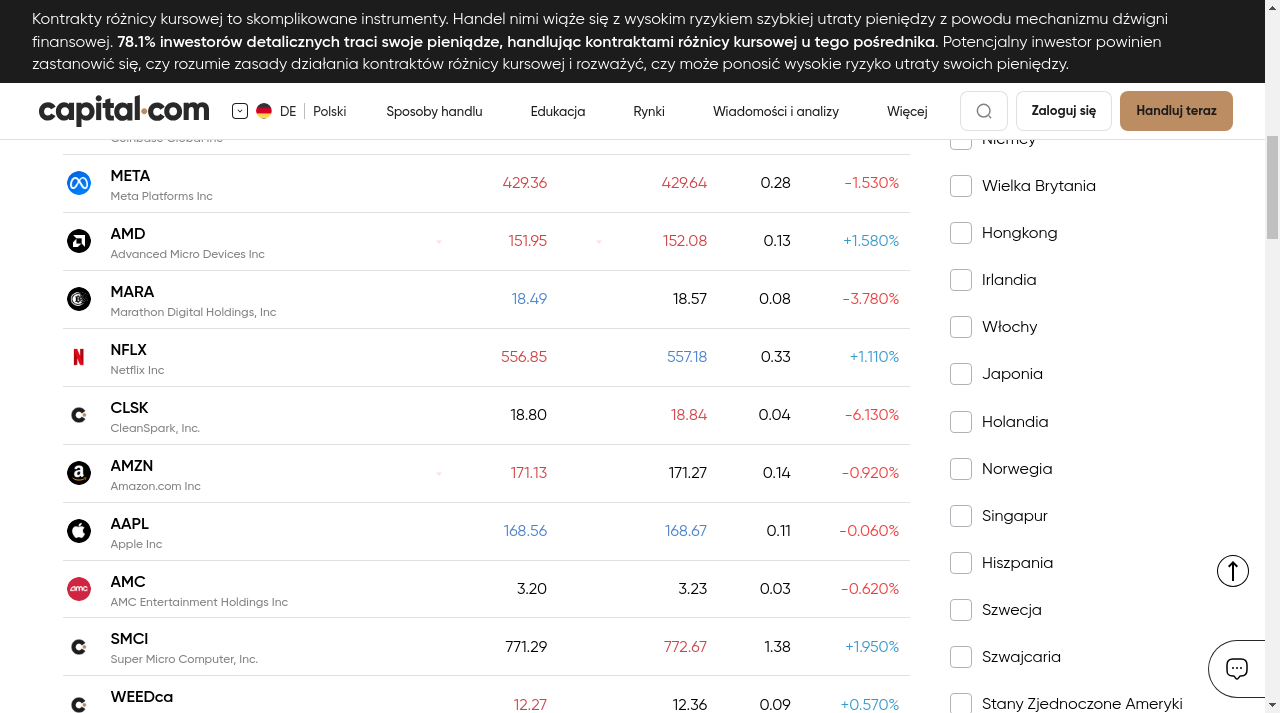 Kontrakty różnicy kursowej to skomplikowane instrumenty. Handel nimi wiąże się z wysokim ryzykiem szybkiej utraty pieniędzy z powodu mechanizmu dźwigni
finansowej. 78.1% inwestorów detalicznych traci swoje pieniądze, handlując kontraktami różnicy kursowej u tego pośrednika. Potencjalny inwestor powinien
zastanowić się, czy rozumie zasady działania kontraktów różnicy kursowej i rozważyć, czy może ponosić wysokie ryzyko utraty swoich pieniędzy.
capital.com DE Polski Sposoby handlu Edukacja Rynki Wiadomości i analizy Więcej Zaloguj się Handluj teraz
Coinbase Global Inc
Niemcy
META 429.36 429.64 0.28 -1.530%
Meta Platforms Inc
Wielka Brytania
AMD 151.95 152.08 0.13 +1.580%
Advanced Micro Devices Inc
Hongkong
MARA 18.49 18.57 0.08 -3.780%
Marathon Digital Holdings, Inc
Irlandia
Włochy
NFLX 556.85 557.18 0.33 +1.110%
Netflix Inc
Japonia
CLSK 18.80 18.84 0.04 -6.130%
CleanSpark, Inc.
Holandia
AMZN 171.13 171.27 0.14 -0.920%
Amazon.com Inc
Norwegia
AAPL 168.56 168.67 0.11 -0.060%
Apple Inc
Singapur
Hiszpania
AMC 3.20 3.23 0.03 -0.620%
AMC Entertainment Holdings Inc
Szwecja
SMCI 771.29 772.67 1.38 +1.950%
Super Micro Computer, Inc.
Szwajcaria
WEEDca 12.27 12.36 0.09 +0.570%
Stany Zjednoczone Ameryki